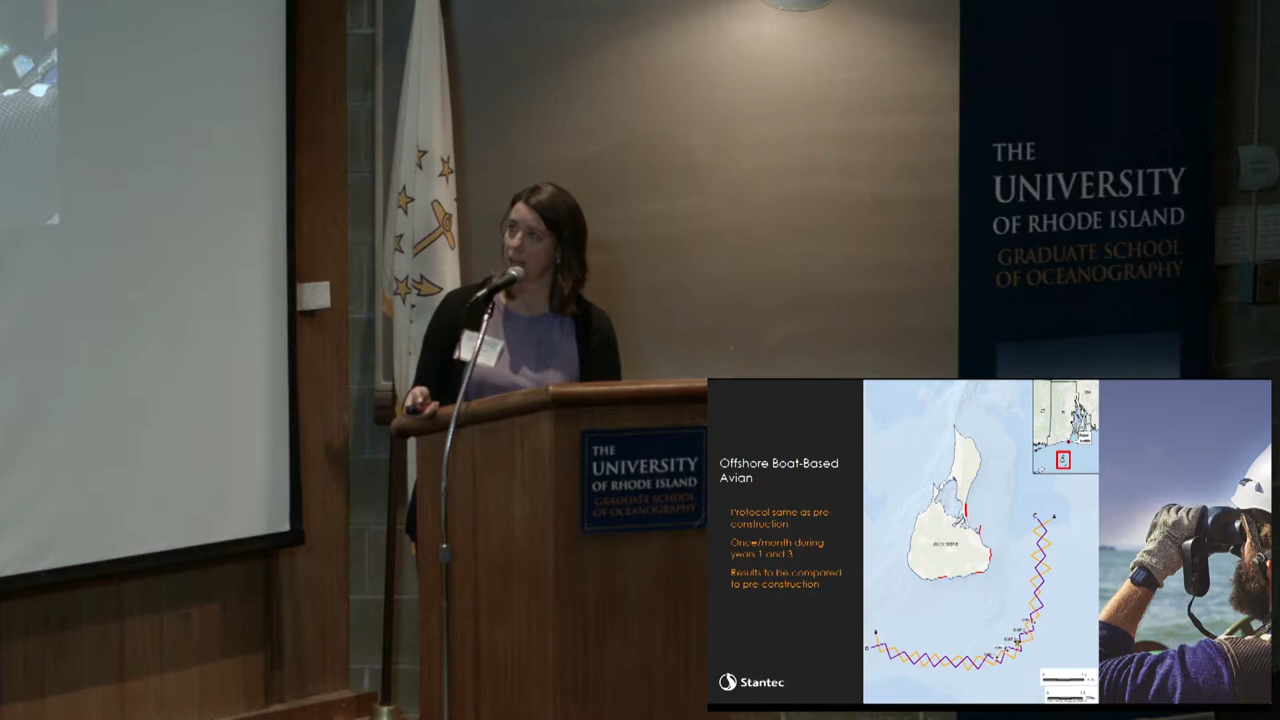 THE
UNIVERSITY
OF RHODE ISLAND
GRADUATE SCHOOL
OF OCEANOGRAPHY
THE
UNIVERSITY
OF RHODE ISLAND
GRADUATE SCHOOL
OF OCEANOGRAPHY
Offshore Boat-Based
Avian
Protocol same as pre-
construction
Once/month during
years 1 and 3
Results to be compared
to pre-construction
Stantec